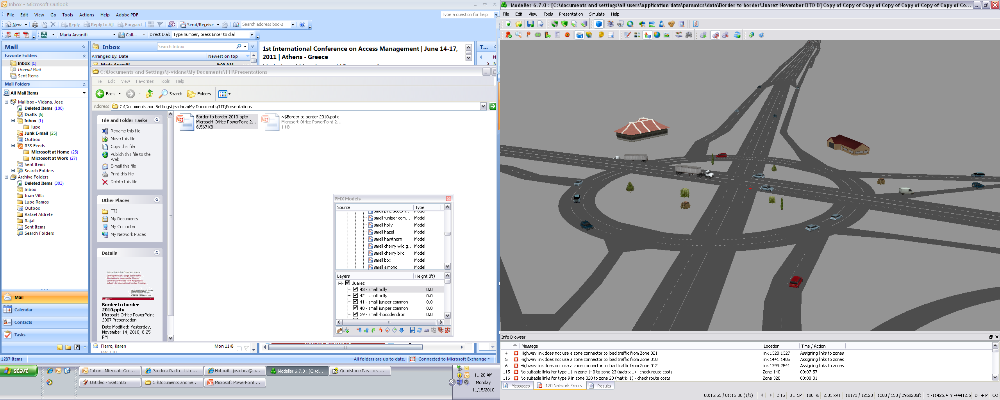 Inbox - Microsoft Outlook
File Edit View Go Tools Actions Help Adobe PDF
Type a question for help
New Reply Reply to All Forward Send/Receive Search address books
Maria Arvaniti Call... Direct Dial: Type number, press Enter to dial
Mail
Favorite Folders
Inbox (1)
Unread Mail
Sent Items
Mail Folders
All Mail Items
Mailbox - Vidana, Jose
Deleted Items (100)
Drafts [6]
Inbox (1)
lupe
Junk E-mail [25]
Outbox
RSS Feeds
Microsoft at Home (25)
Microsoft at Work (27)
Sent Items
Search Folders
Archive Folders
Deleted Items (303)
Inbox
Juan Villa
Lupe Ramos
Outbox
Rafael Aldrete
Rajat
Sent Items
Search Folders
Mail
Calendar
Contacts
Tasks
1287 Items
Inbox
Search Inbox
Arranged By: Date Newest on top
Maria Arvaniti 9:09 AM
1st International Conference on Access Management | June 14-17,
2011 | Athens - Greece
T...
C:\Documents and Settings\j-vidana\My Documents\TTI\Presentations
File Edit View Favorites Tools Help
Back Search Folders
Address C:\Documents and Settings\j-vidana\My Documents\TTI\Presentations
File and Folder Tasks
Rename this file
Move this file
Copy this file
Publish this file to the
Web
E-mail this file
Print this file
Delete this file
Other Places
TTI
My Documents
My Computer
My Network Places
Details
Development of a Large Scale traffic
Simulation to Improve the Flow of
commercial Vehicles from Maquiladora
Industry to International border Crossings
Border to border
2010.pptx
Microsoft Office PowerPoint
2007 Presentation
Date Modified: Yesterday,
November 14, 2010, 8:25
PM
Border to border 2010.pptx
Microsoft Office PowerPoint 2...
6,567 KB
~$Border to border 2010.pptx
Microsoft Office PowerPoint 2...
1 KB
PMX Models
Source Type
small pine scots y... Model
small juniper com... Model
small holly Model
small hazel Model
small hawthorn Model
small cherry wild g... Model
small cherry bird Model
small box Model
small almond Model
Layers Height (ft)
Juarez
43 - small holly 0.0
42 - small holly 0.0
41 - small juniper common 0.0
40 - small juniper common 0.0
39 - small rhododendron 0.0
Fierro, Karen Mon 11/8
FW: CITI
All folders are up to date. Connected to Microsoft Exchange
start
Inbox - Microsoft Out...
Pandora Radio - Liste...
Hotmail - jovidana@m...
Modeller 6.7.0 : [C:\d...
Quadstone Paramics ...
Untitled - SketchUp
C:\Documents and Se...
Microsoft PowerPoint ...
11:20 AM
Monday
11/15/2010
Modeller 6.7.0 : [C:\documents and settings\all users\application data\paramics\data\Border to border\Juarez November BTO B] Copy of Copy of Copy of Copy of Copy of Copy of Copy of Copy of Co...
File Edit View Tools Presentation Simulate Help
Info Browser
Message Location Time / Action
4 Highway link does not use a zone connector to load traffic from Zone 021 link 1328:1327 Assigning links to zones
5 Highway link does not use a zone connector to load traffic from Zone 010 link 1441:1405 Assigning links to zones
6 Highway link does not use a zone connector to load traffic from Zone 012 link 1799:2541 Assigning links to zones
115 No suitable links for type 11 in zone 140 to zone 23 (matrix 1) - check route costs Zone 140 00:07:57
116 No suitable links for type 9 in zone 320 to zone 23 (matrix 1) - check route costs Zone 320 00:08:01
Messages 170 Network Errors Results
00:15:55 / 01:15:00 (1/1) 2 TS 0 ITSP 100 % 2.01 xRT 10173 / 12123 1280 / 158 / 2960236ft X:-11426.4 Y:-44412.6 DF + P CO